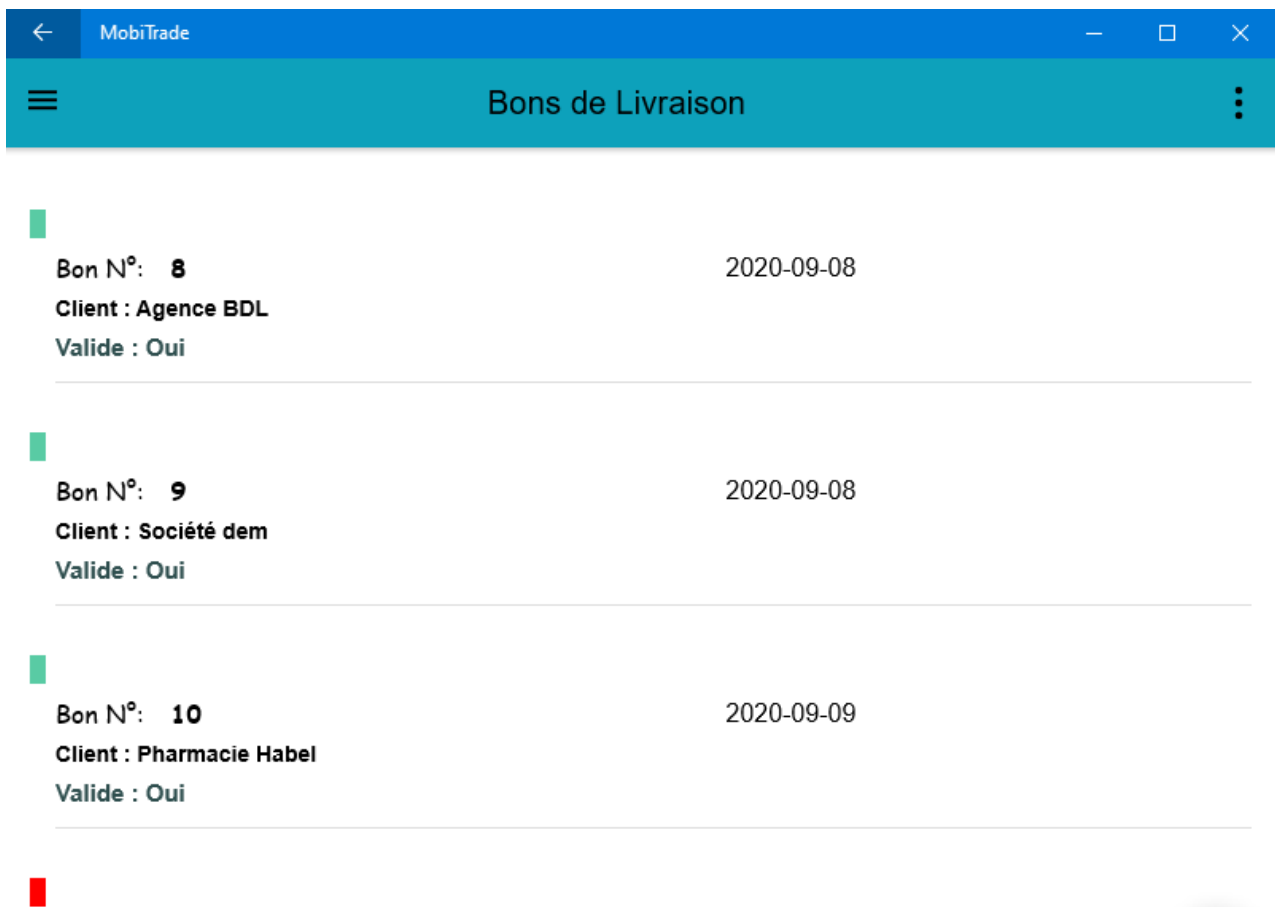 MobiTrade
Bons de Livraison
Bon N°: 8 2020-09-08
Client : Agence BDL
Valide : Oui
Bon N°: 9 2020-09-08
Client : Société dem
Valide : Oui
Bon N°: 10 2020-09-09
Client : Pharmacie Habel
Valide : Oui